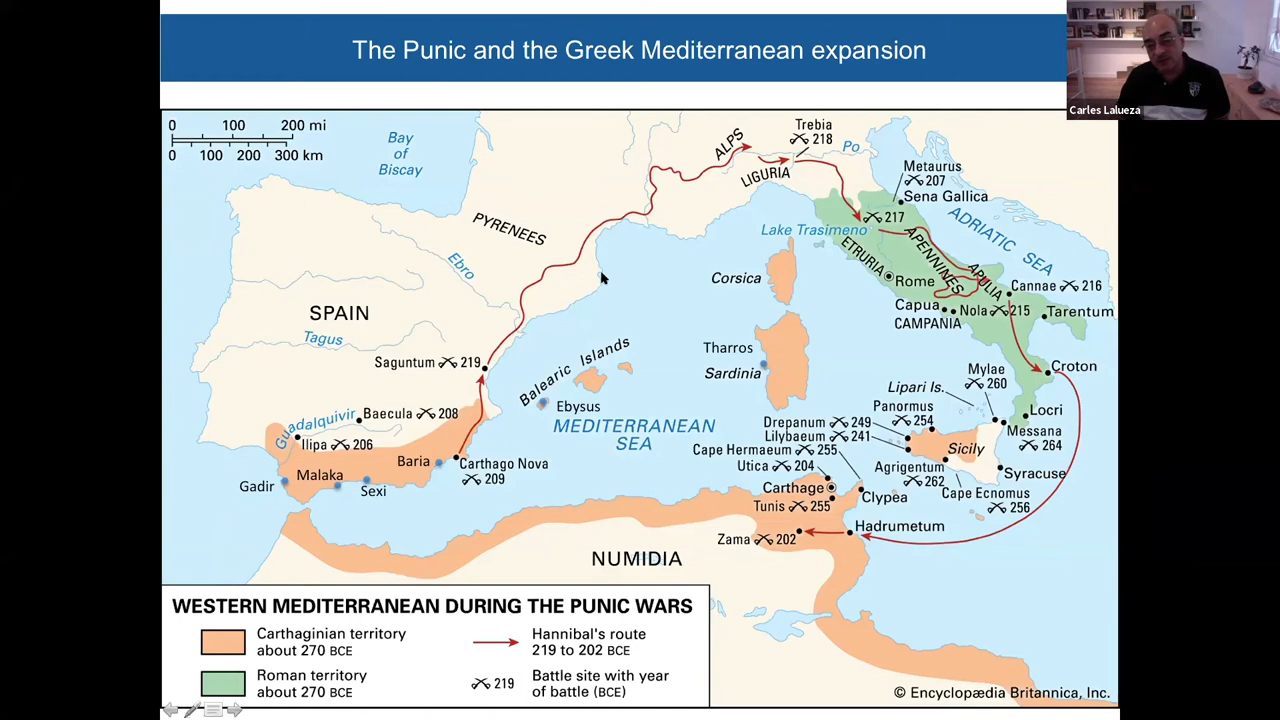 The Punic and the Greek Mediterranean expansion
Carles Lalueza
0 100 200 mi
0 100 200 300 km
Bay
of
Biscay
ALPS
Trebia
218
Po
LIGURIA
Metaurus
207
Sena Gallica
PYRENEES
217
ADRIATIC SEA
Lake Trasimeno
ETRURIA
APENNINES
Ebro
Corsica
Rome
APULIA
Cannae 216
SPAIN
Capua
Nola 215
Tarentum
CAMPANIA
Tagus
Saguntum 219
Balearic Islands
Tharros
Sardinia
Mylae
260
Croton
Lipari Is.
Guadalquivir
Baecula 208
Ebysus
Panormus
254
Locri
MEDITERRANEAN
SEA
Drepanum 249
Messana
264
Ilipa 206
Lilybaeum 241
Cape Hermaeum 255
Sicily
Baria
Carthago Nova
209
Utica 204
Agrigentum
262
Syracuse
Malaka
Gadir
Sexi
Carthage
Clypea
Cape Ecnomus
256
Tunis 255
Hadrumetum
Zama 202
NUMIDIA
WESTERN MEDITERRANEAN DURING THE PUNIC WARS
Carthaginian territory
about 270 BCE
Hannibal's route
219 to 202 BCE
Roman territory
about 270 BCE
219
Battle site with year
of battle (BCE)
© Encyclopædia Britannica, Inc.